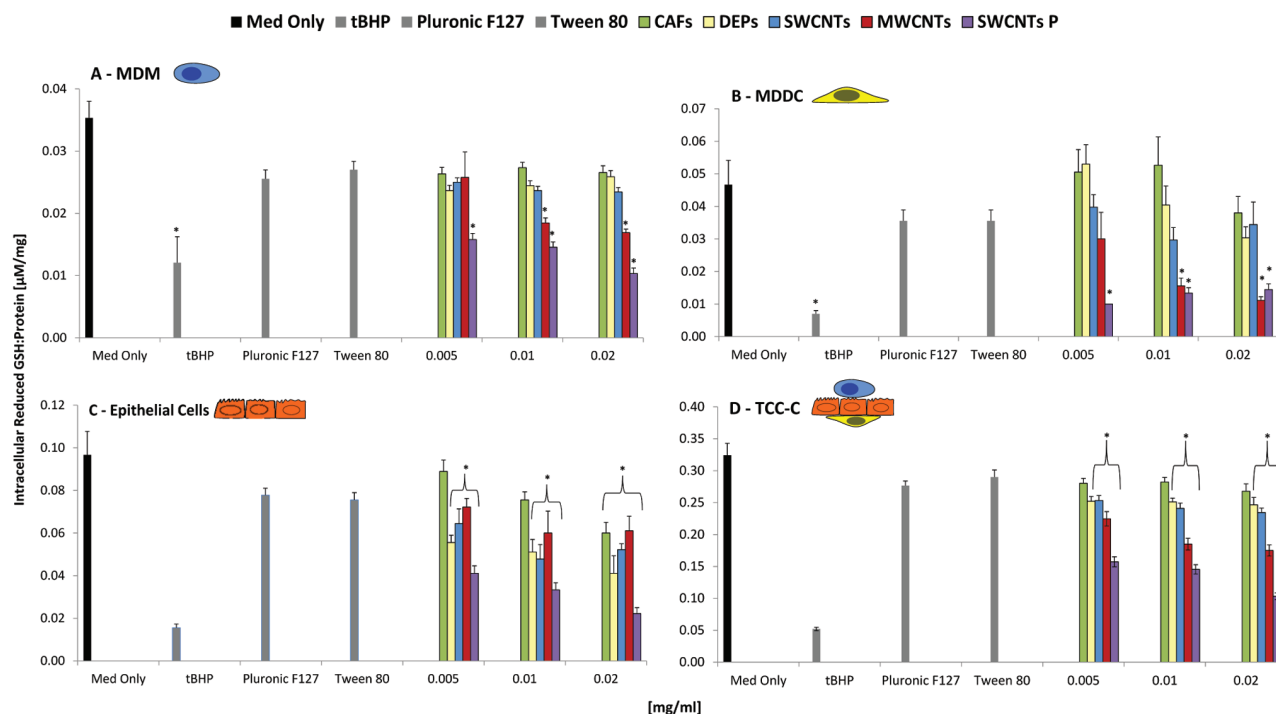 Med Only tBHP Pluronic F127 Tween 80 CAFs DEPs SWCNTs MWCNTs SWCNTs P
Intracellular Reduced GSH:Protein [µM/mg]
A - MDM
0.04
0.03
0.02
0.01
0.00
*
* * * * *
Med Only tBHP Pluronic F127 Tween 80 0.005 0.01 0.02
B - MDDC
0.07
0.06
0.05
0.04
0.03
0.02
0.01
0.00
*
* * * * *
Med Only tBHP Pluronic F127 Tween 80 0.005 0.01 0.02
C - Epithelial Cells
0.12
0.10
0.08
0.06
0.04
0.02
0.00
* * *
Med Only tBHP Pluronic F127 Tween 80 0.005 0.01 0.02
D - TCC-C
0.40
0.35
0.30
0.25
0.20
0.15
0.10
0.05
0.00
* * *
Med Only tBHP Pluronic F127 Tween 80 0.005 0.01 0.02
[mg/ml]